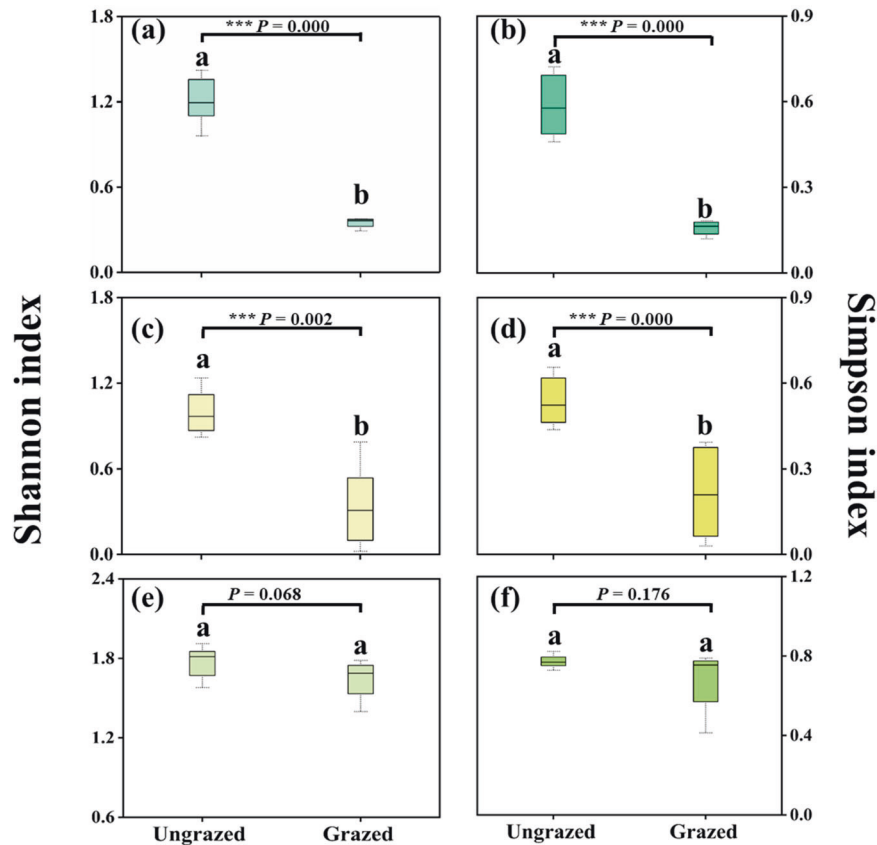 Shannon index
Simpson index
1.8
1.2
0.6
0.0
(a)
*** P = 0.000
a
b
(b)
*** P = 0.000
a
b
0.9
0.6
0.3
0.0
1.8
1.2
0.6
0.0
(c)
*** P = 0.002
a
b
(d)
*** P = 0.000
a
b
0.9
0.6
0.3
0.0
2.4
1.8
1.2
0.6
(e)
P = 0.068
a
a
(f)
P = 0.176
a
a
1.2
0.8
0.4
0.0
Ungrazed
Grazed
Ungrazed
Grazed